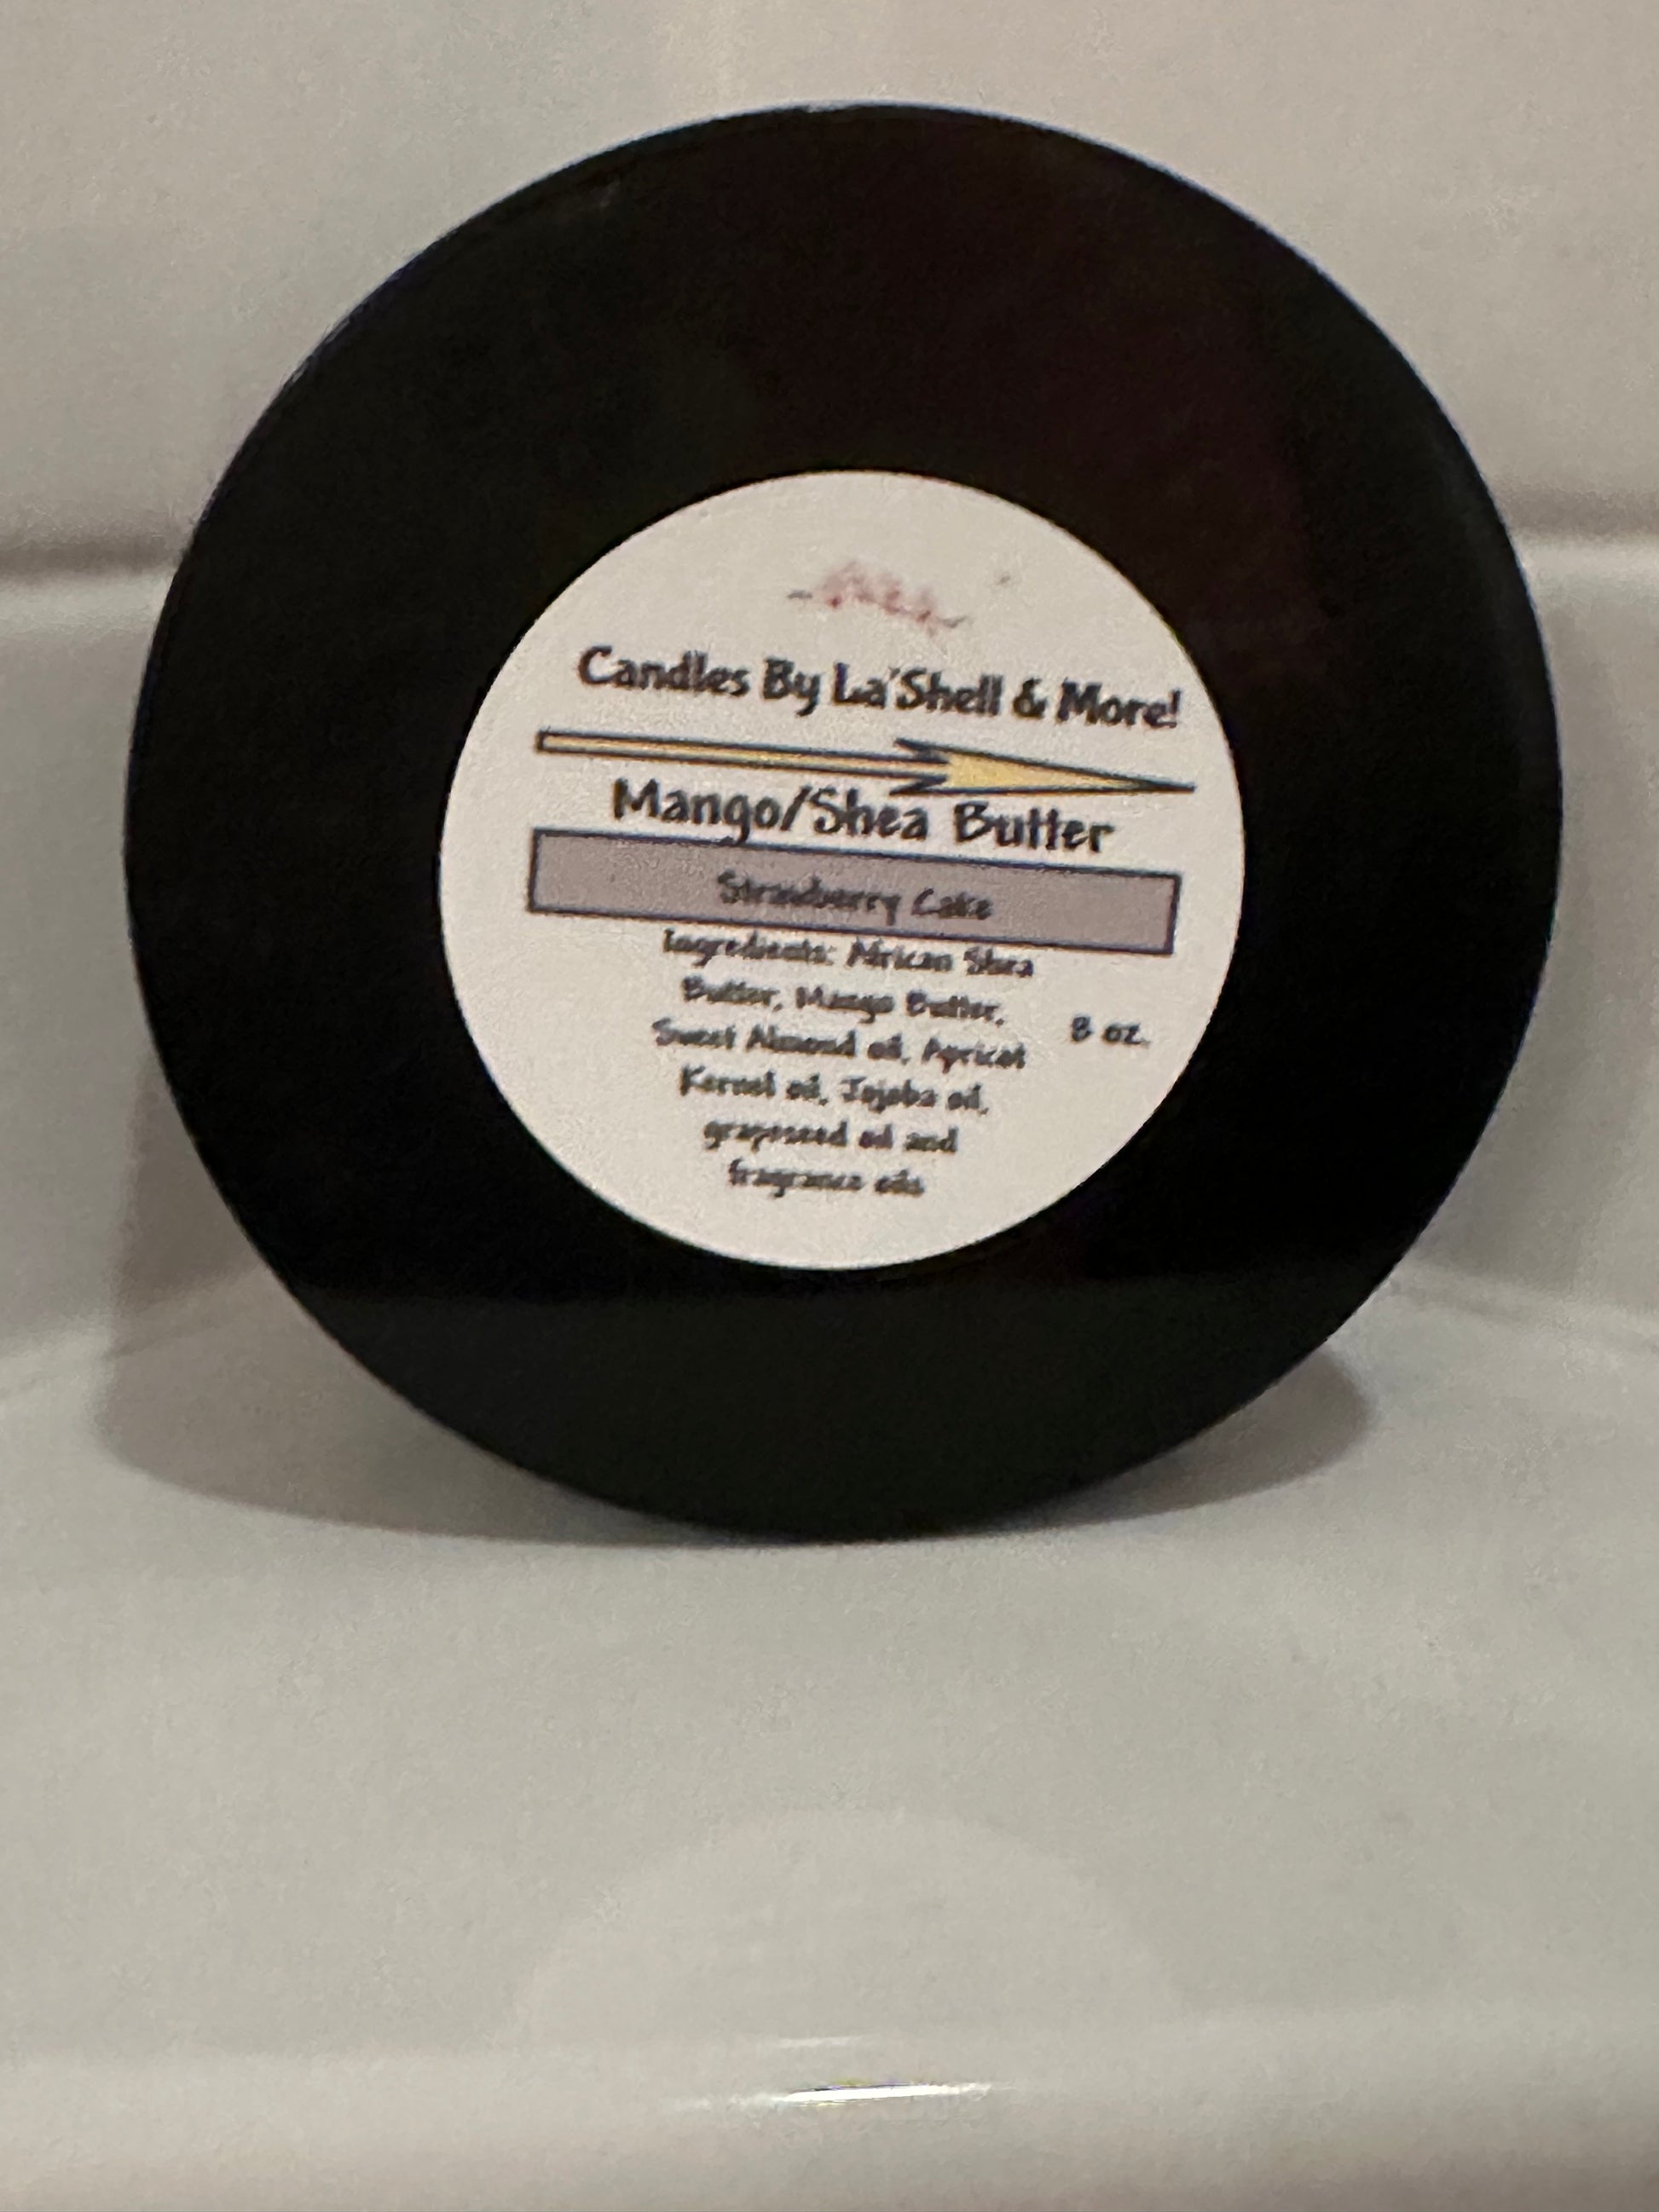 Candles By La'Shell & More!
Mango/Shea Butter
Strawberry Cake
Ingredients: African Shea
Butter, Mango Butter,
Sweet Almond oil, Apricot
Kernel oil, Jojoba oil,
grapeseed oil and
fragrance oils
8 oz.